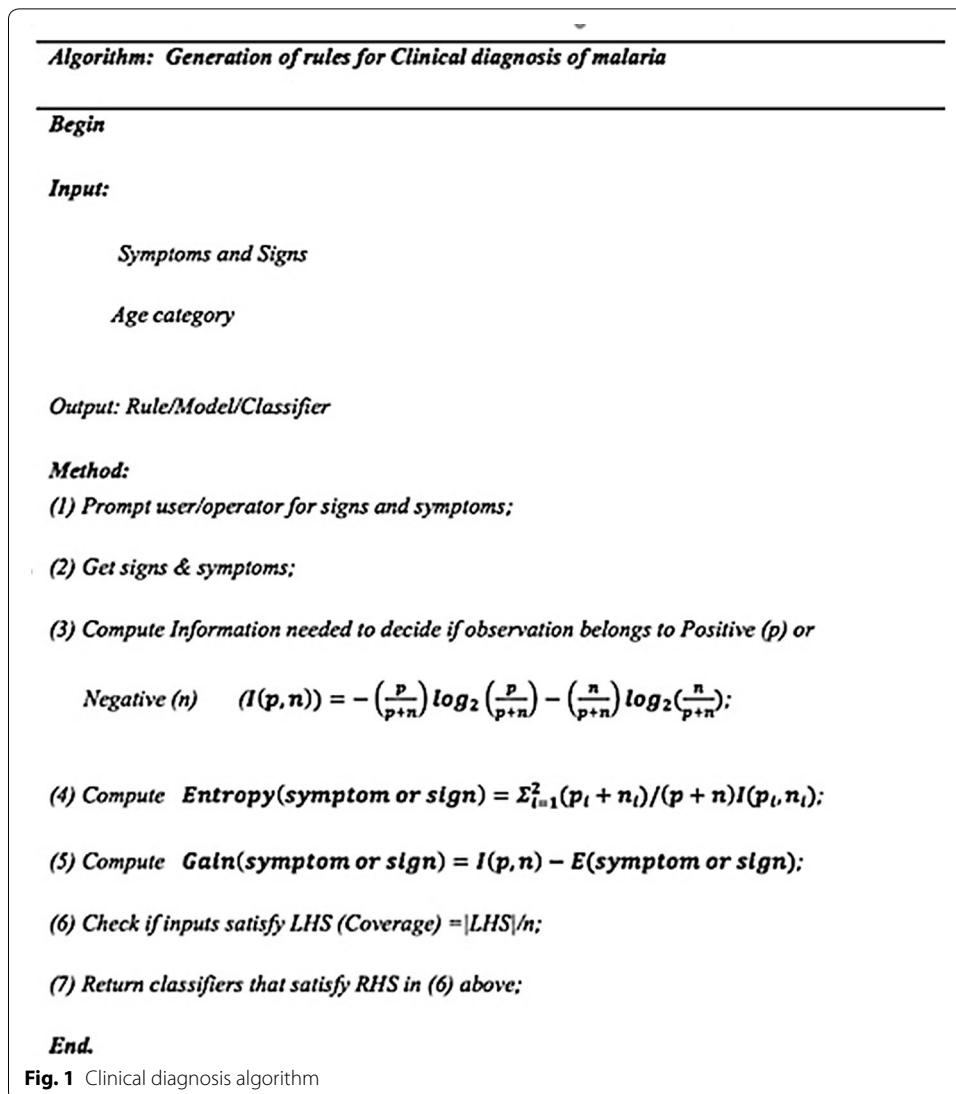 Algorithm: Generation of rules for Clinical diagnosis of malaria
Begin
Input:
Symptoms and Signs
Age category
Output: Rule/Model/Classifier
Method:
(1) Prompt user/operator for signs and symptoms;
(2) Get signs & symptoms;
(3) Compute Information needed to decide if observation belongs to Positive (p) or
Negative (n) (I(p,n)) = −(p/(p+n)) log₂(p/(p+n)) − (n/(p+n)) log₂(n/(p+n));
(4) Compute Entropy(symptom or sign) = Σ²ᵢ₌₁(pᵢ + nᵢ)/(p + n)I(pᵢ,nᵢ);
(5) Compute Gain(symptom or sign) = I(p,n) − E(symptom or sign);
(6) Check if inputs satisfy LHS (Coverage) =|LHS|/n;
(7) Return classifiers that satisfy RHS in (6) above;
End.
Fig. 1 Clinical diagnosis algorithm